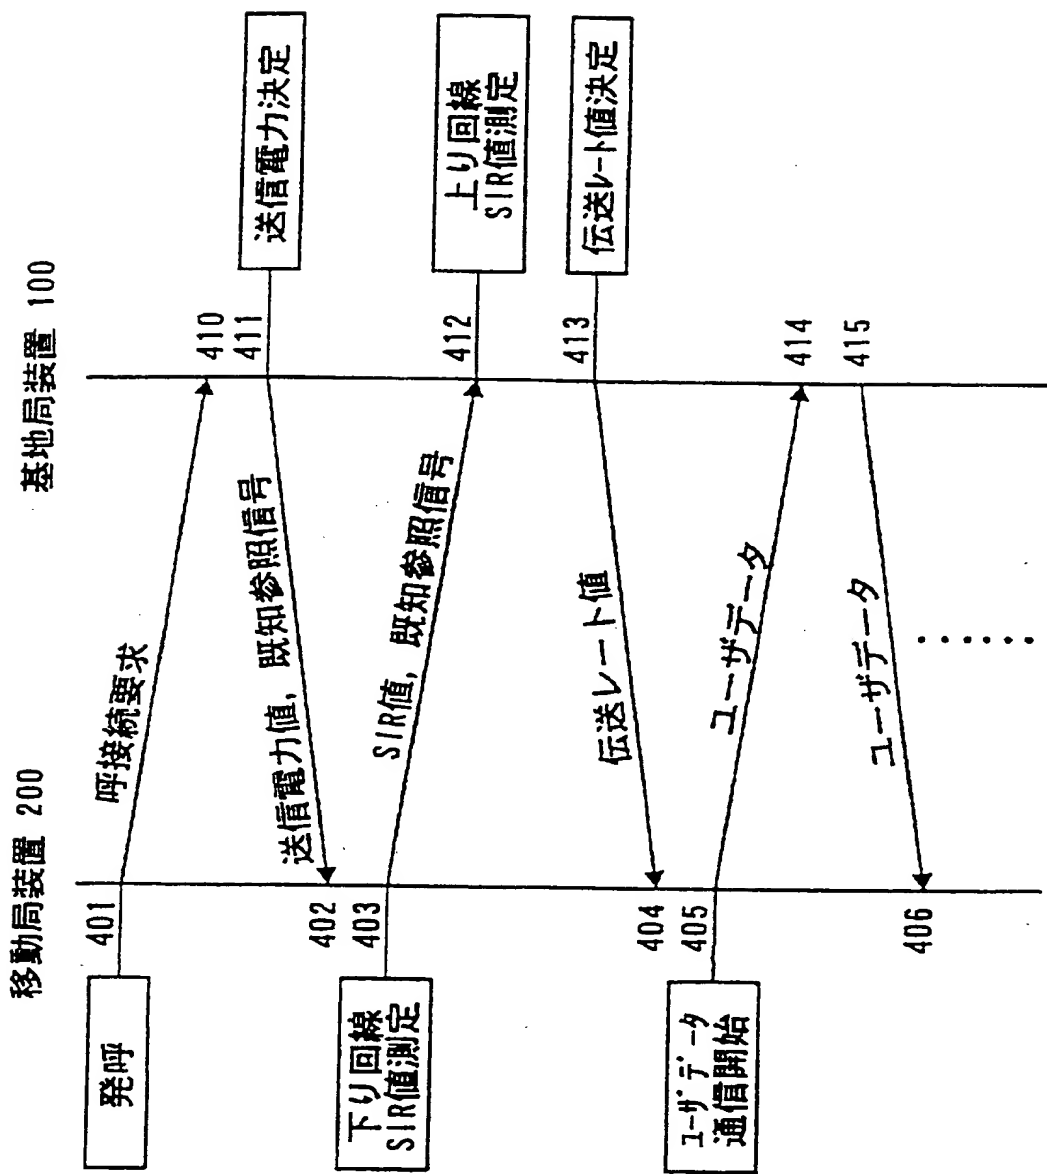 移動局装置 200
基地局装置 100
発呼
401
呼接続要求
410
411
送信電力決定
送信電力値, 既知参照信号
402
下り回線
SIR値測定
403
SIR値, 既知参照信号
412
上り回線
SIR値測定
413
伝送レート値決定
伝送レート値
404
ユーザデータ
通信開始
405
ユーザデータ
414
415
ユーザデータ
406